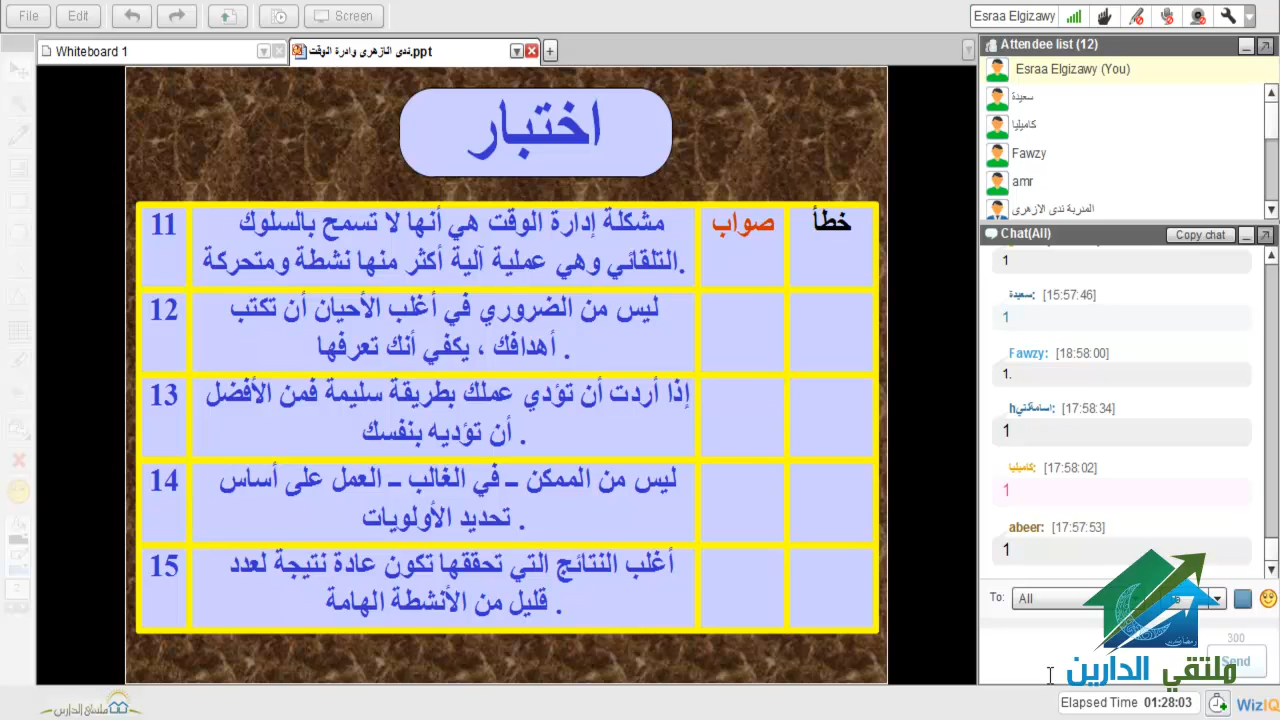 File Edit Screen
Esraa Elgizawy
Whiteboard 1
ندى الازهرى وادرة الوقت.ppt
اختبار
خطأ
صواب
11 مشكلة إدارة الوقت هي أنها لا تسمح بالسلوك
التلقائي وهي عملية آلية أكثر منها نشطة ومتحركة.
12 ليس من الضروري في أغلب الأحيان أن تكتب
أهدافك ، يكفي أنك تعرفها .
13 إذا أردت أن تؤدي عملك بطريقة سليمة فمن الأفضل
أن تؤديه بنفسك .
14 ليس من الممكن – في الغالب – العمل على أساس
تحديد الأولويات .
15 أغلب النتائج التي تحققها تكون عادة نتيجة لعدد
قليل من الأنشطة الهامة .
Attendee list (12)
Esraa Elgizawy (You)
سعيدة
كاميليا
Fawzy
amr
المدربة ندى الازهرى
Chat(All)
Copy chat
1
سعيدة: [15:57:46]
1
Fawzy: [18:58:00]
1.
[17:58:34]
1
كاميليا: [17:58:02]
1
abeer: [17:57:53]
1
To: All
300
Send
ملتقي الدارين
Elapsed Time 01:28:03
WizIQ
ملتقى الدارين